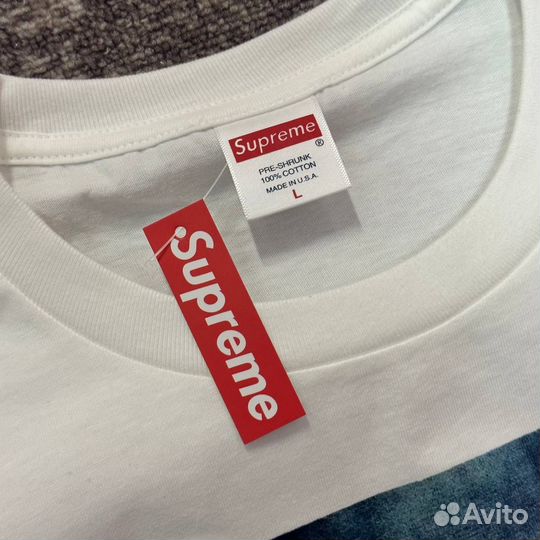 Supreme
®
PRE-SHRUNK
100% COTTON
MADE IN U.S.A.
L
Supreme
Avito